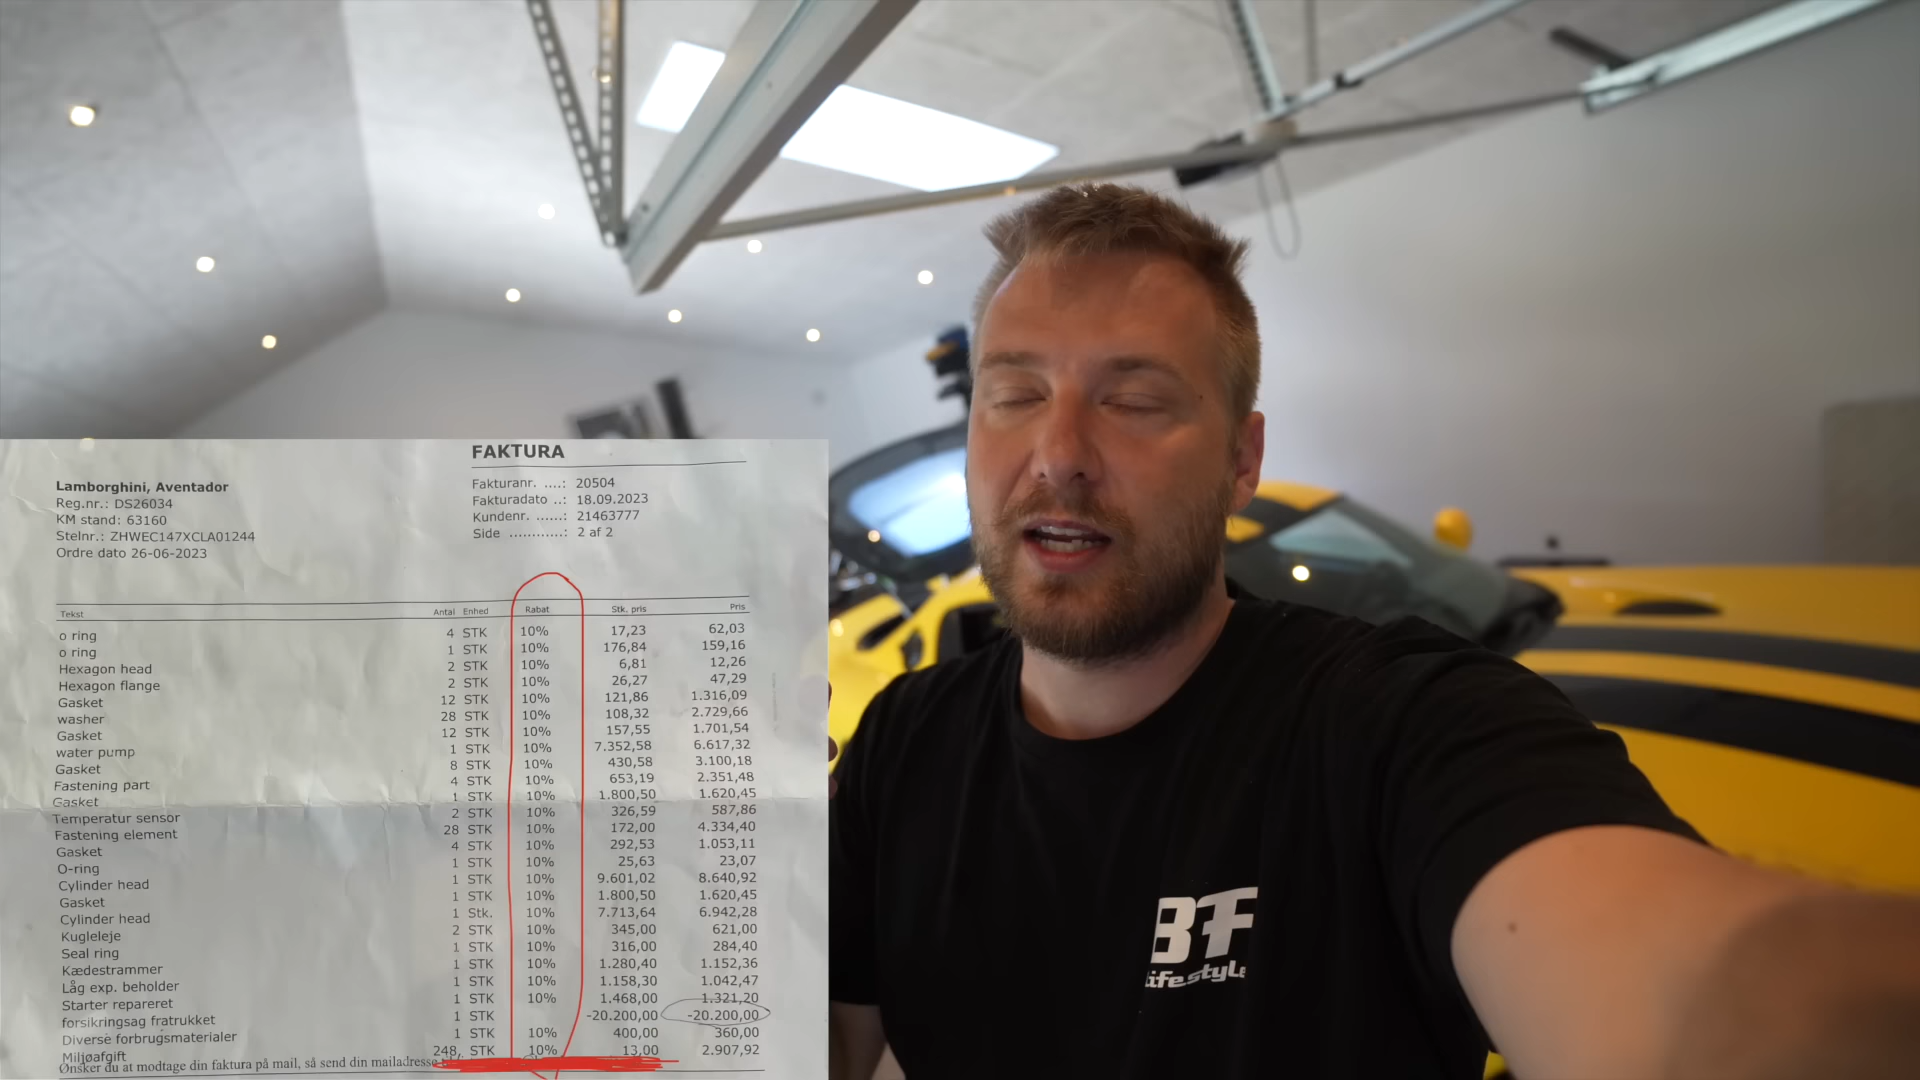 FAKTURA
Lamborghini, Aventador
Reg.nr.: DS26034
KM stand: 63160
Stelnr.: ZHWEC147XCLA01244
Ordre dato 26-06-2023
Fakturanr. ....: 20504
Fakturadato ..: 18.09.2023
Kundenr. ......: 21463777
Side ............: 2 af 2
Tekst Antal Enhed Rabat Stk. pris Pris
o ring 4 STK 10% 17,23 62,03
o ring 1 STK 10% 176,84 159,16
Hexagon head 2 STK 10% 6,81 12,26
Hexagon flange 2 STK 10% 26,27 47,29
Gasket 12 STK 10% 121,86 1.316,09
washer 28 STK 10% 108,32 2.729,66
Gasket 12 STK 10% 157,55 1.701,54
water pump 1 STK 10% 7.352,58 6.617,32
Gasket 8 STK 10% 430,58 3.100,18
Fastening part 4 STK 10% 653,19 2.351,48
Gasket 1 STK 10% 1.800,50 1.620,45
Temperatur sensor 2 STK 10% 326,59 587,86
Fastening element 28 STK 10% 172,00 4.334,40
Gasket 4 STK 10% 292,53 1.053,11
O-ring 1 STK 10% 25,63 23,07
Cylinder head 1 STK 10% 9.601,02 8.640,92
Gasket 1 STK 10% 1.800,50 1.620,45
Cylinder head 1 Stk. 10% 7.713,64 6.942,28
Kugleleje 2 STK 10% 345,00 621,00
Seal ring 1 STK 10% 316,00 284,40
Kædestrammer 1 STK 10% 1.280,40 1.152,36
Låg exp. beholder 1 STK 10% 1.158,30 1.042,47
Starter repareret 1 STK 10% 1.468,00 1.321,20
forsikringsag fratrukket 1 STK -20.200,00 -20.200,00
Diverse forbrugsmaterialer 1 STK 10% 400,00 360,00
Miljøafgift 248, STK 10% 13,00 2.907,92
Ønsker du at modtage din faktura på mail, så send din mailadresse
BF
lifestyle